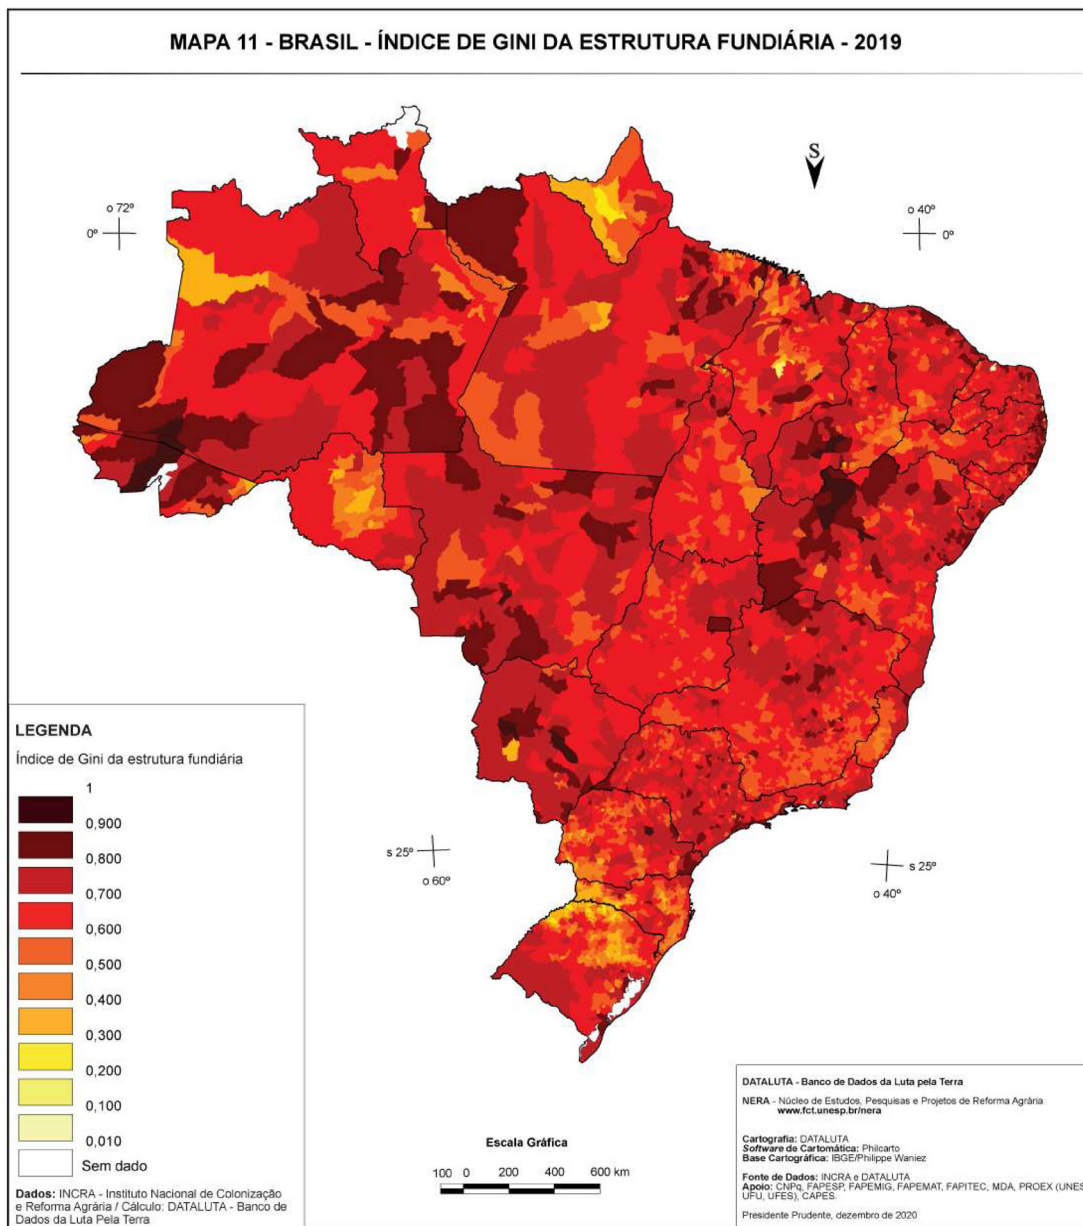 MAPA 11 - BRASIL - ÍNDICE DE GINI DA ESTRUTURA FUNDIÁRIA - 2019
S
o 72º
0º
o 40º
0º
LEGENDA
Índice de Gini da estrutura fundiária
1
0,900
0,800
0,700
0,600
0,500
0,400
0,300
0,200
0,100
0,010
Sem dado
Dados: INCRA - Instituto Nacional de Colonização
e Reforma Agrária / Cálculo: DATALUTA - Banco de
Dados da Luta Pela Terra
s 25º
o 60º
s 25º
o 40º
Escala Gráfica
100 0 200 400 600 km
DATALUTA - Banco de Dados da Luta pela Terra
NERA - Núcleo de Estudos, Pesquisas e Projetos de Reforma Agrária
www.fct.unesp.br/nera
Cartografia: DATALUTA
Software de Cartomática: Philcarto
Base Cartográfica: IBGE/Philippe Waniez
Fonte de Dados: INCRA e DATALUTA
Apoio: CNPq, FAPESP, FAPEMIG, FAPEMAT, FAPITEC, MDA, PROEX (UNES
UFU, UFES), CAPES.
Presidente Prudente, dezembro de 2020